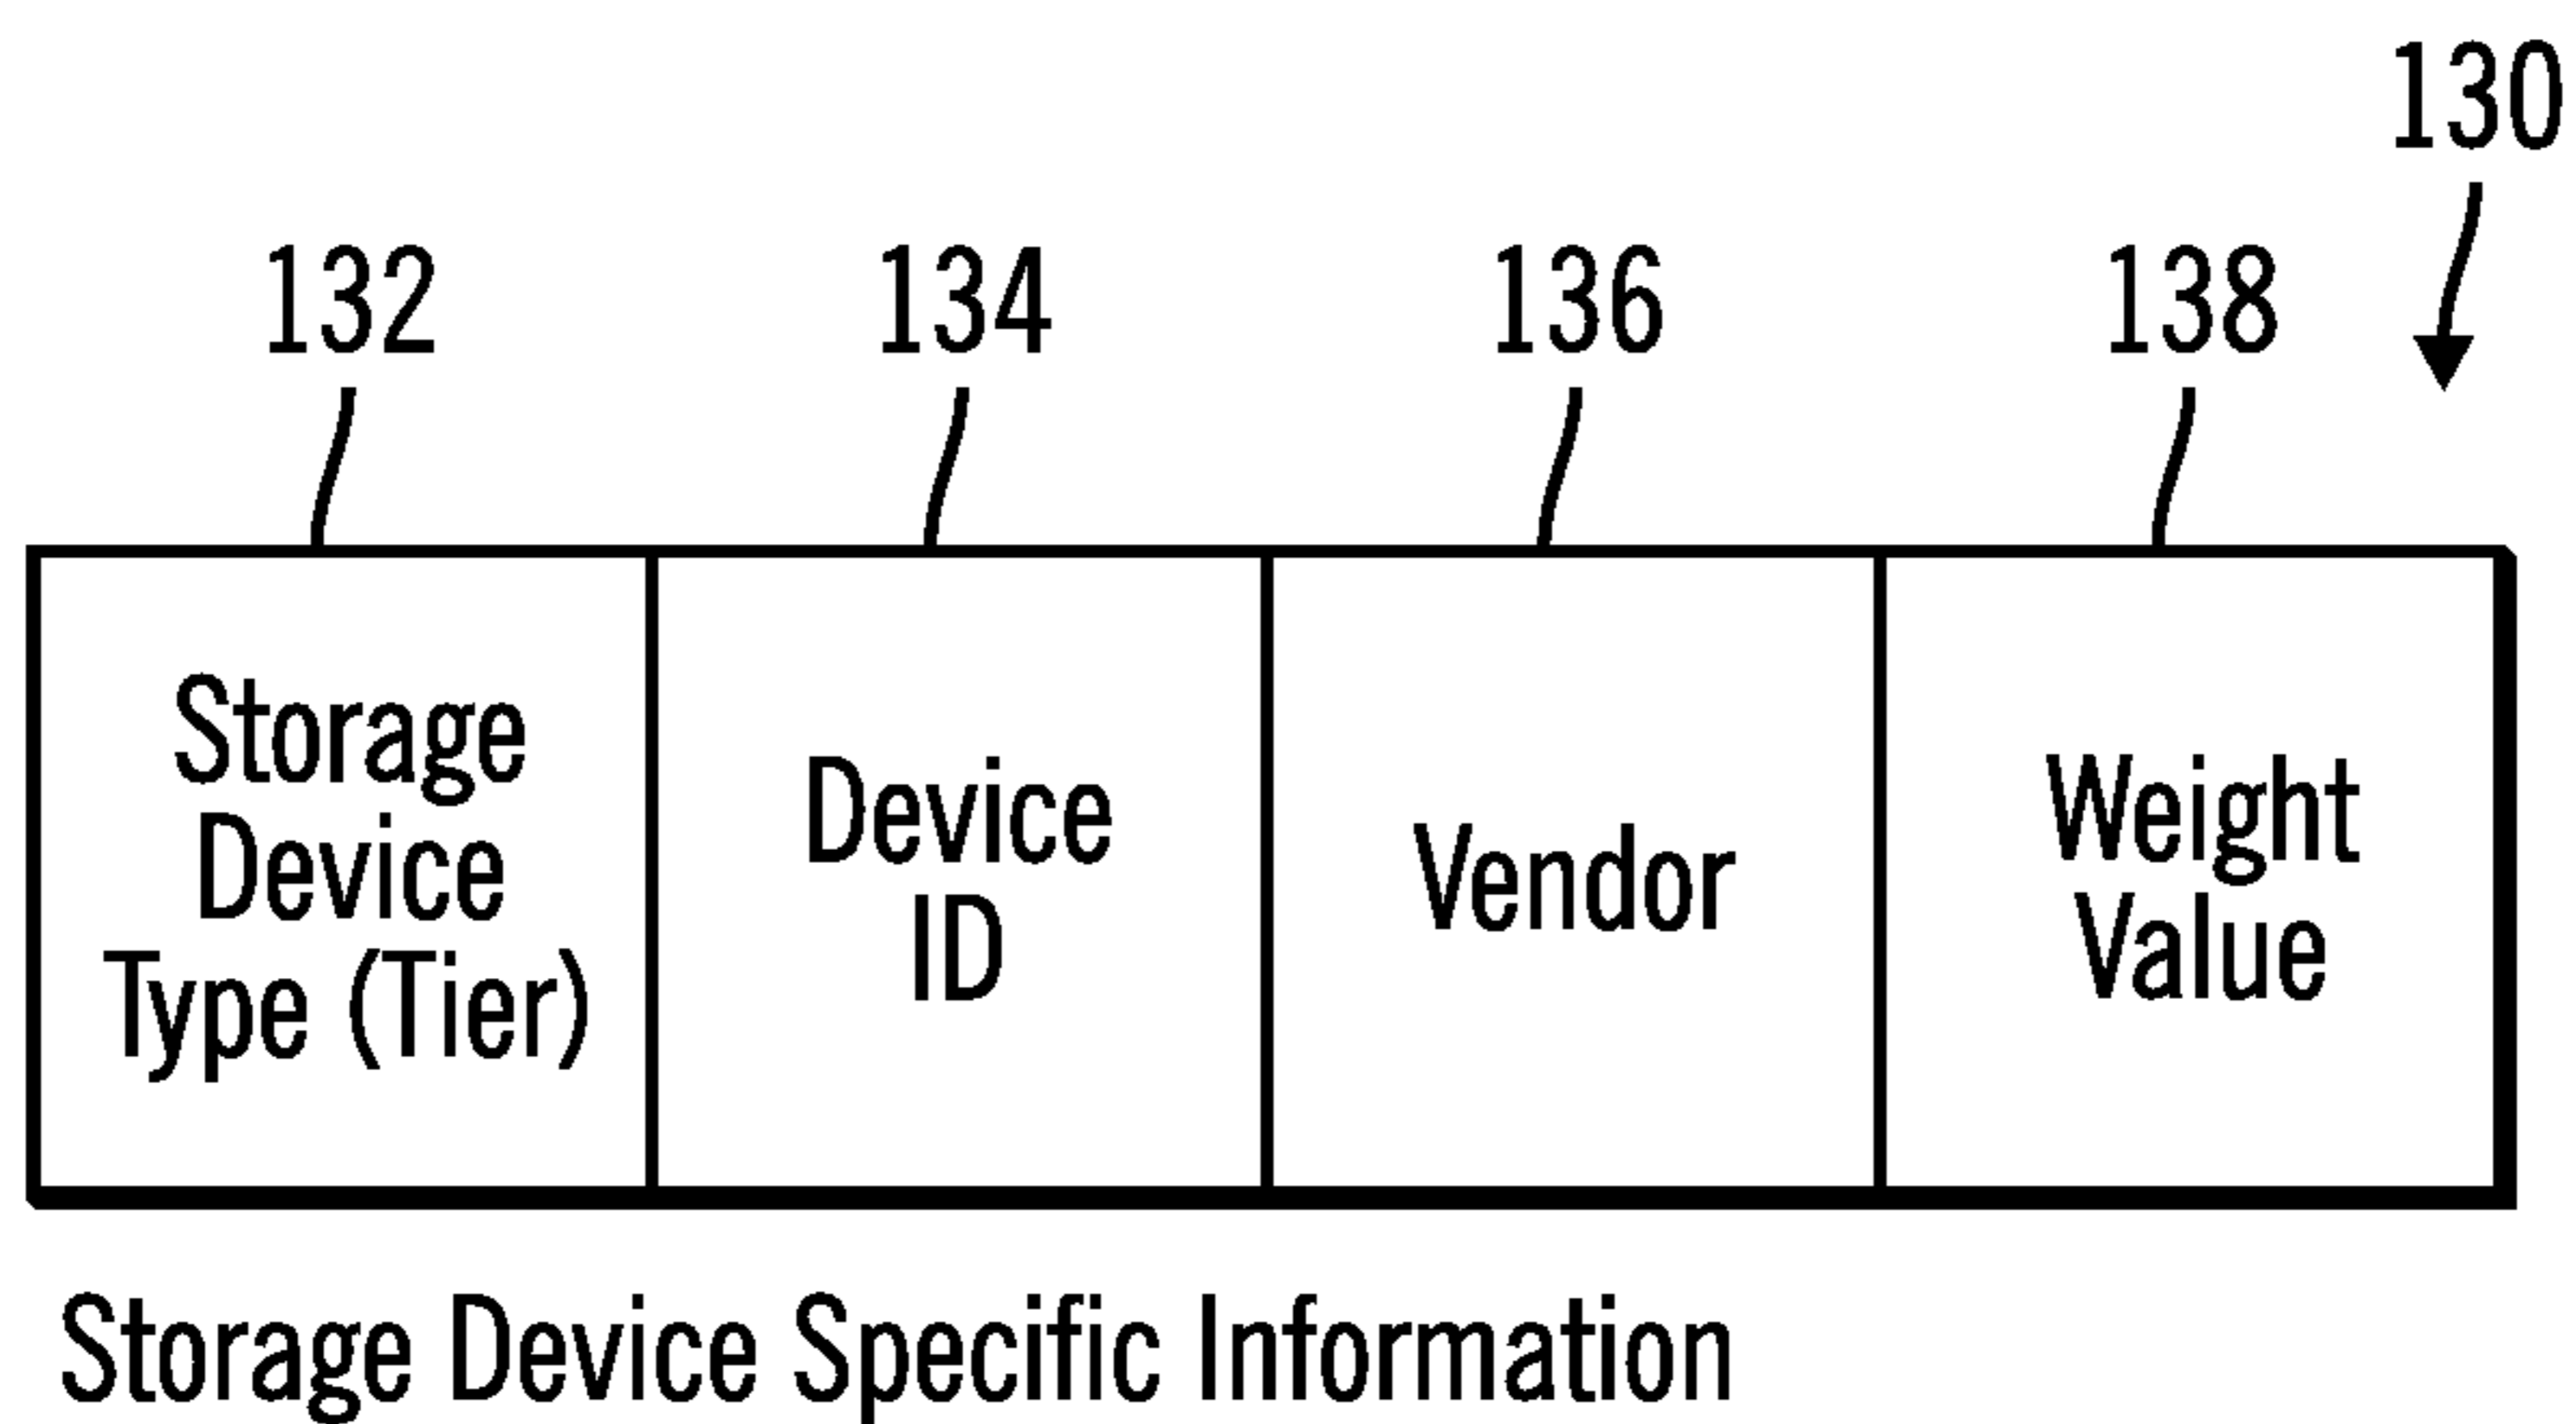 130
132
134
136
138
Storage
Device
Type (Tier)
Device
ID
Vendor
Weight
Value
Storage Device Specific Information